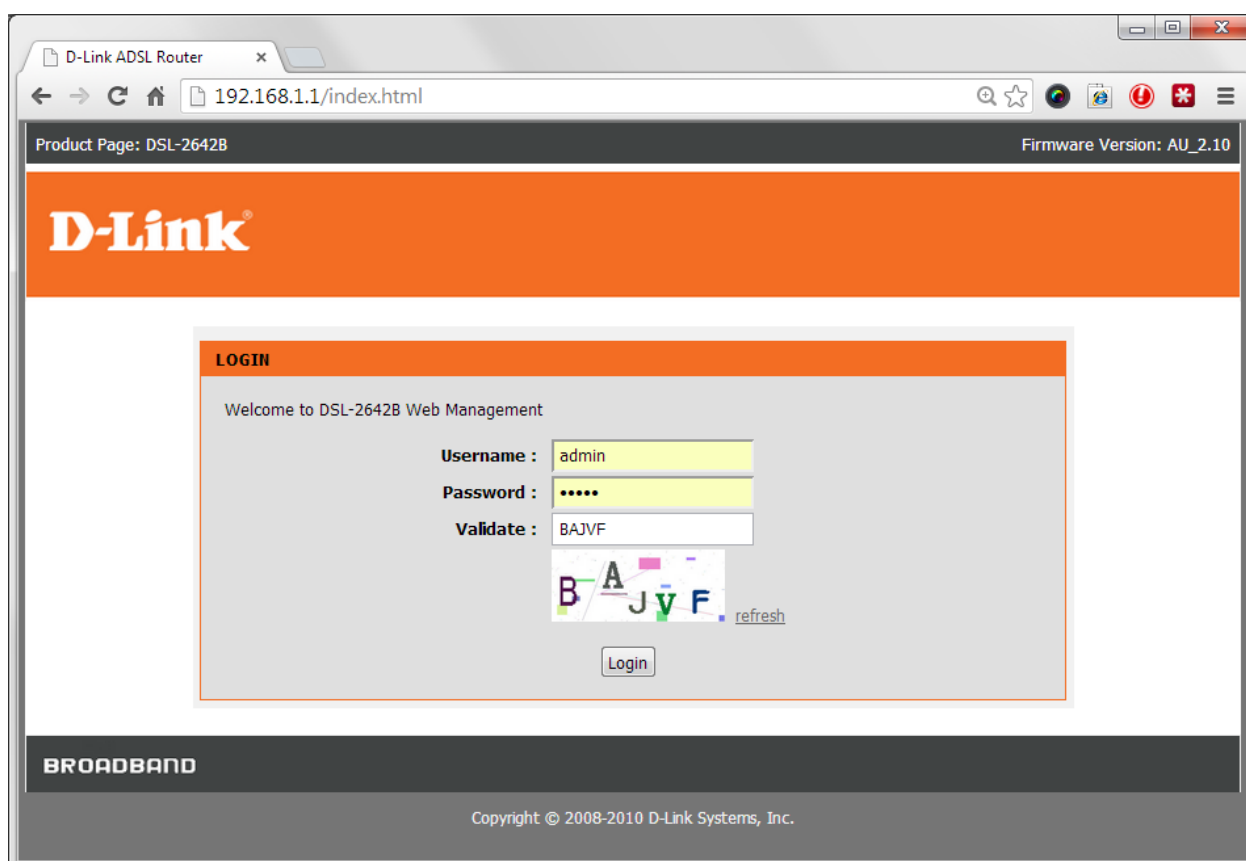 D-Link ADSL Router
192.168.1.1/index.html
Product Page: DSL-2642B Firmware Version: AU_2.10
D-Link®
LOGIN
Welcome to DSL-2642B Web Management
Username : admin
Password : •••••
Validate : BAJVF
B A J V F refresh
Login
BROADBAND
Copyright © 2008-2010 D-Link Systems, Inc.